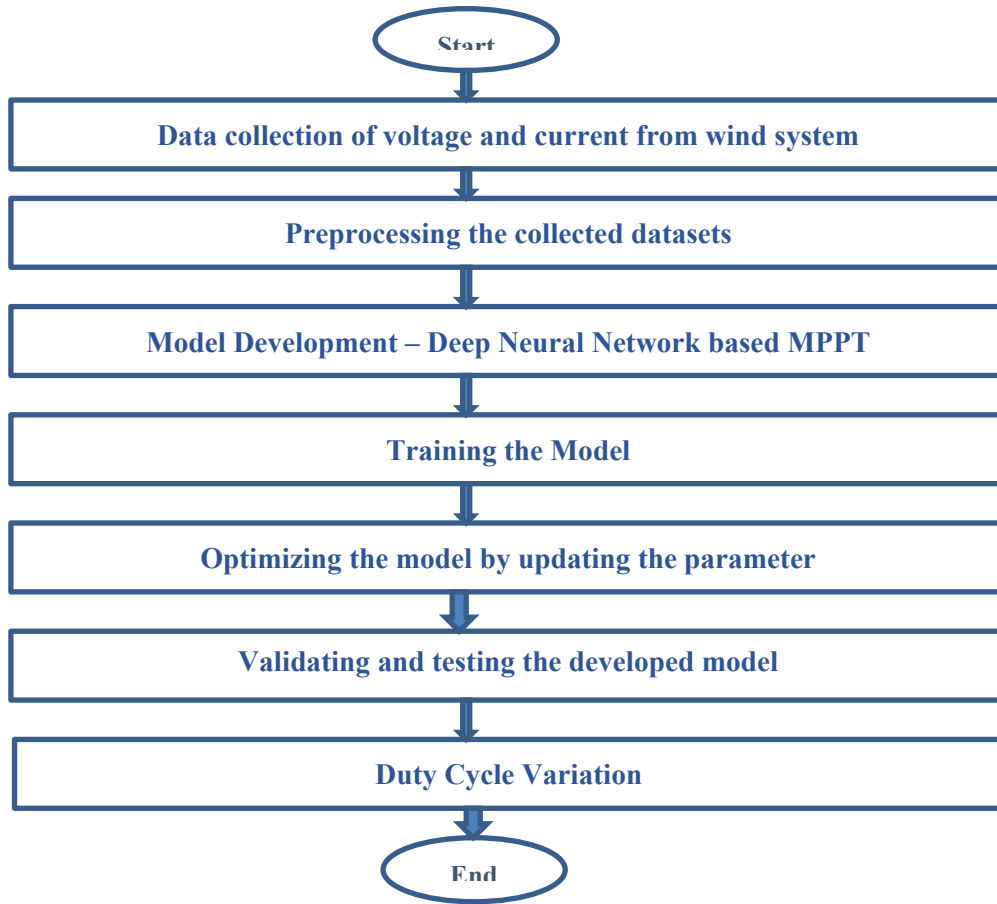 Start
Data collection of voltage and current from wind system
Preprocessing the collected datasets
Model Development – Deep Neural Network based MPPT
Training the Model
Optimizing the model by updating the parameter
Validating and testing the developed model
Duty Cycle Variation
End